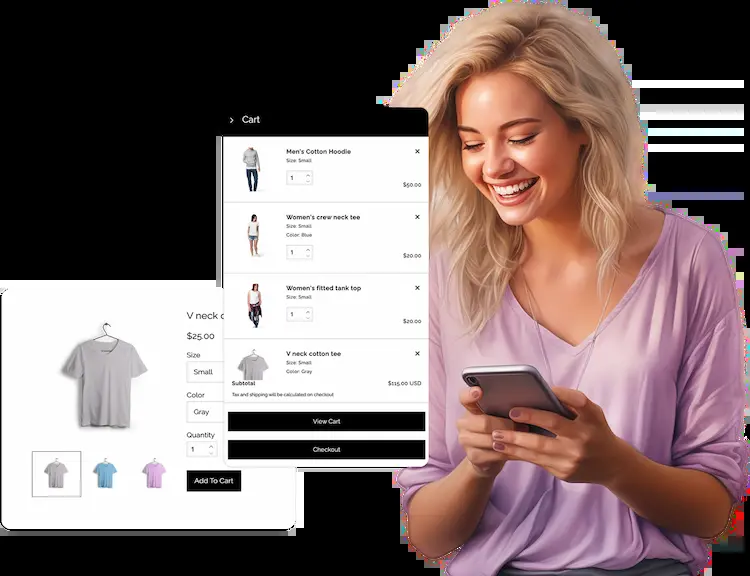 Cart
Men's Cotton Hoodie
Size: Small
1
$50.00
Women's crew neck tee
Size: Small
Color: Blue
1
$20.00
Women's fitted tank top
Size: Small
1
$20.00
V neck cotton tee
Size: Small
Color: Gray
Subtotal
$115.00 USD
Tax and shipping will be calculated on checkout
View Cart
Checkout
V neck c
$25.00
Size
Small
Color
Gray
Quantity
1
Add To Cart